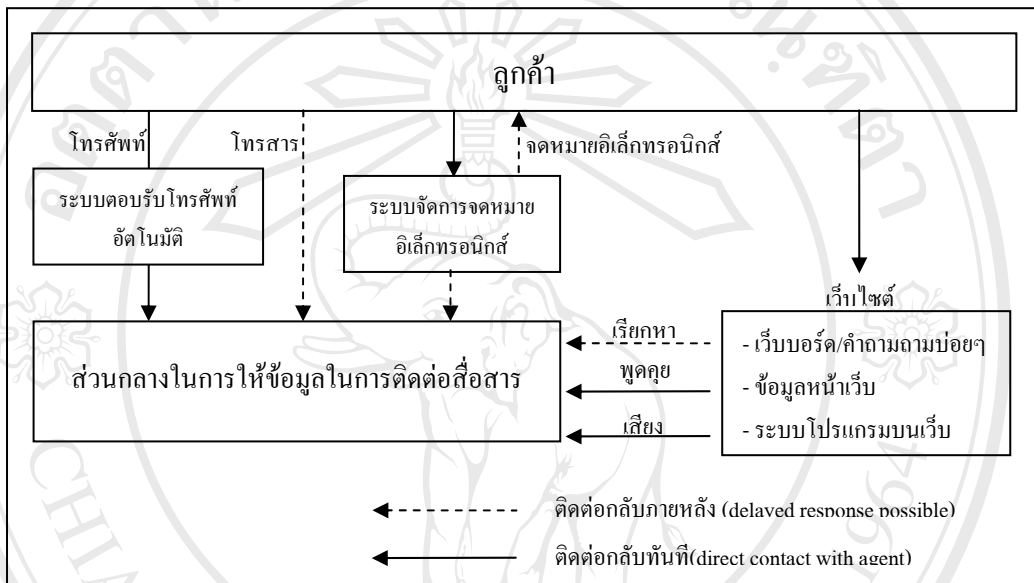 ลูกค้า
โทรศัพท์
โทรสาร
จดหมายอิเล็กทรอนิกส์
ระบบตอบรับโทรศัพท์
อัตโนมัติ
ระบบจัดการจดหมาย
อิเล็กทรอนิกส์
เว็บไซต์
ส่วนกลางในการให้ข้อมูลในการติดต่อสื่อสาร
เรียกหา
พูดคุย
เสียง
- เว็บบอร์ด/คำถามถามบ่อยๆ
- ข้อมูลหน้าเว็บ
- ระบบโปรแกรมบนเว็บ
ติดต่อกลับภายหลัง (delayed response possible)
ติดต่อกลับทันที(direct contact with agent)
CHIA
1964